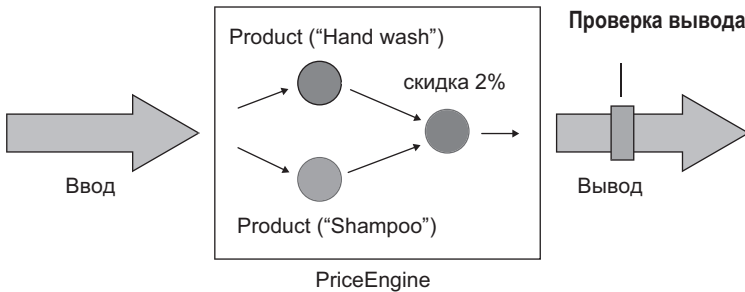 Проверка вывода
Product (“Hand wash”)
скидка 2%
Ввод
Вывод
Product (“Shampoo”)
PriceEngine